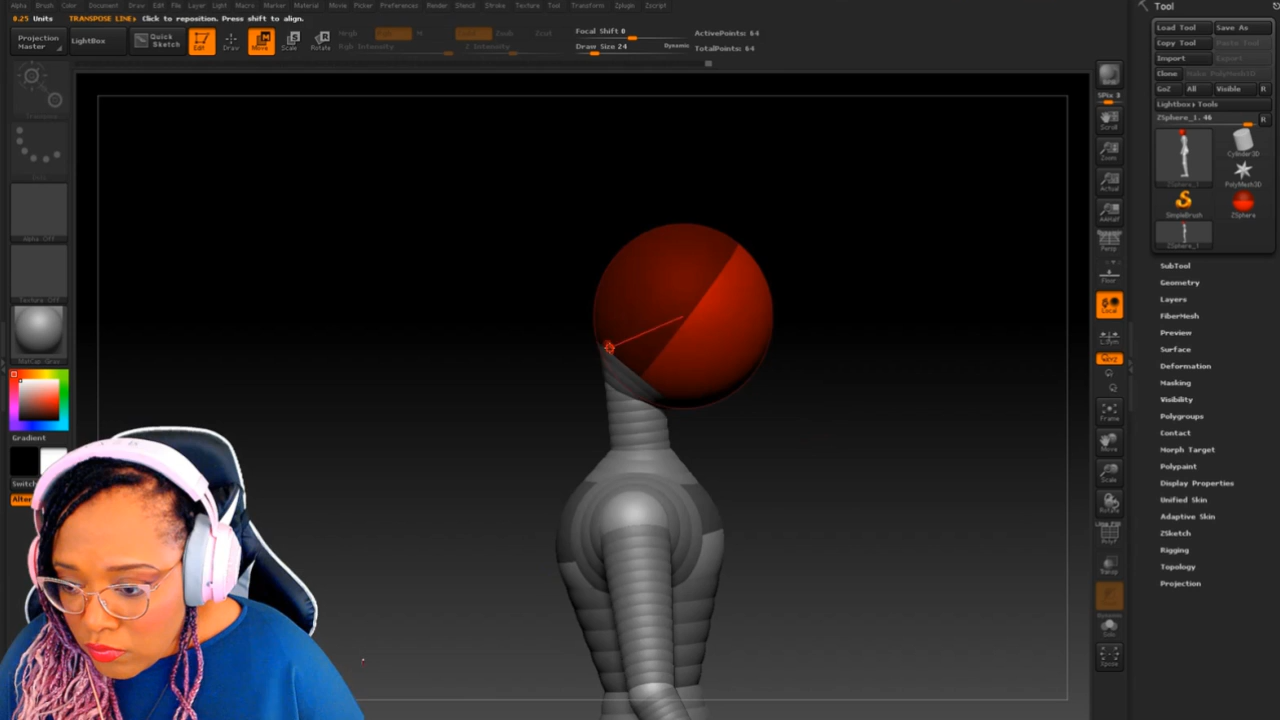 Alpha Brush Color Document Draw Edit File Layer Light Macro Marker Material Movie Picker Preferences Render Stencil Stroke Texture Tool Transform Zplugin Zscript
0.25 Units TRANSPOSE LINE▸ Click to reposition. Press shift to align.
Projection Master
LightBox
Quick Sketch
Edit
Draw
Move
Scale
Rotate
Mrgb
M
Rgb Intensity
Zadd
Zsub
Zcut
Z Intensity
Focal Shift 0
Draw Size 24
Dynamic
ActivePoints: 64
TotalPoints: 64
Alpha Off
Texture Off
MatCap Gray
Gradient
Switch
Alter
SPix 3
Scroll
Zoom
Actual
AAHalf
Persp
Floor
Local
L.Sym
Frame
Move
Scale
Rotate
Line Fill
PolyF
Transp
Solo
Xpose
Tool
Load Tool Save As
Copy Tool Paste Tool
Import Export
Clone Make PolyMesh3D
GoZ All Visible R
Lightbox▸Tools
ZSphere_1. 46 R
Cylinder3D
ZSphere_1 PolyMesh3D
SimpleBrush ZSphere
ZSphere_1
SubTool
Geometry
Layers
FiberMesh
Preview
Surface
Deformation
Masking
Visibility
Polygroups
Contact
Morph Target
Polypaint
Display Properties
Unified Skin
Adaptive Skin
ZSketch
Rigging
Topology
Projection